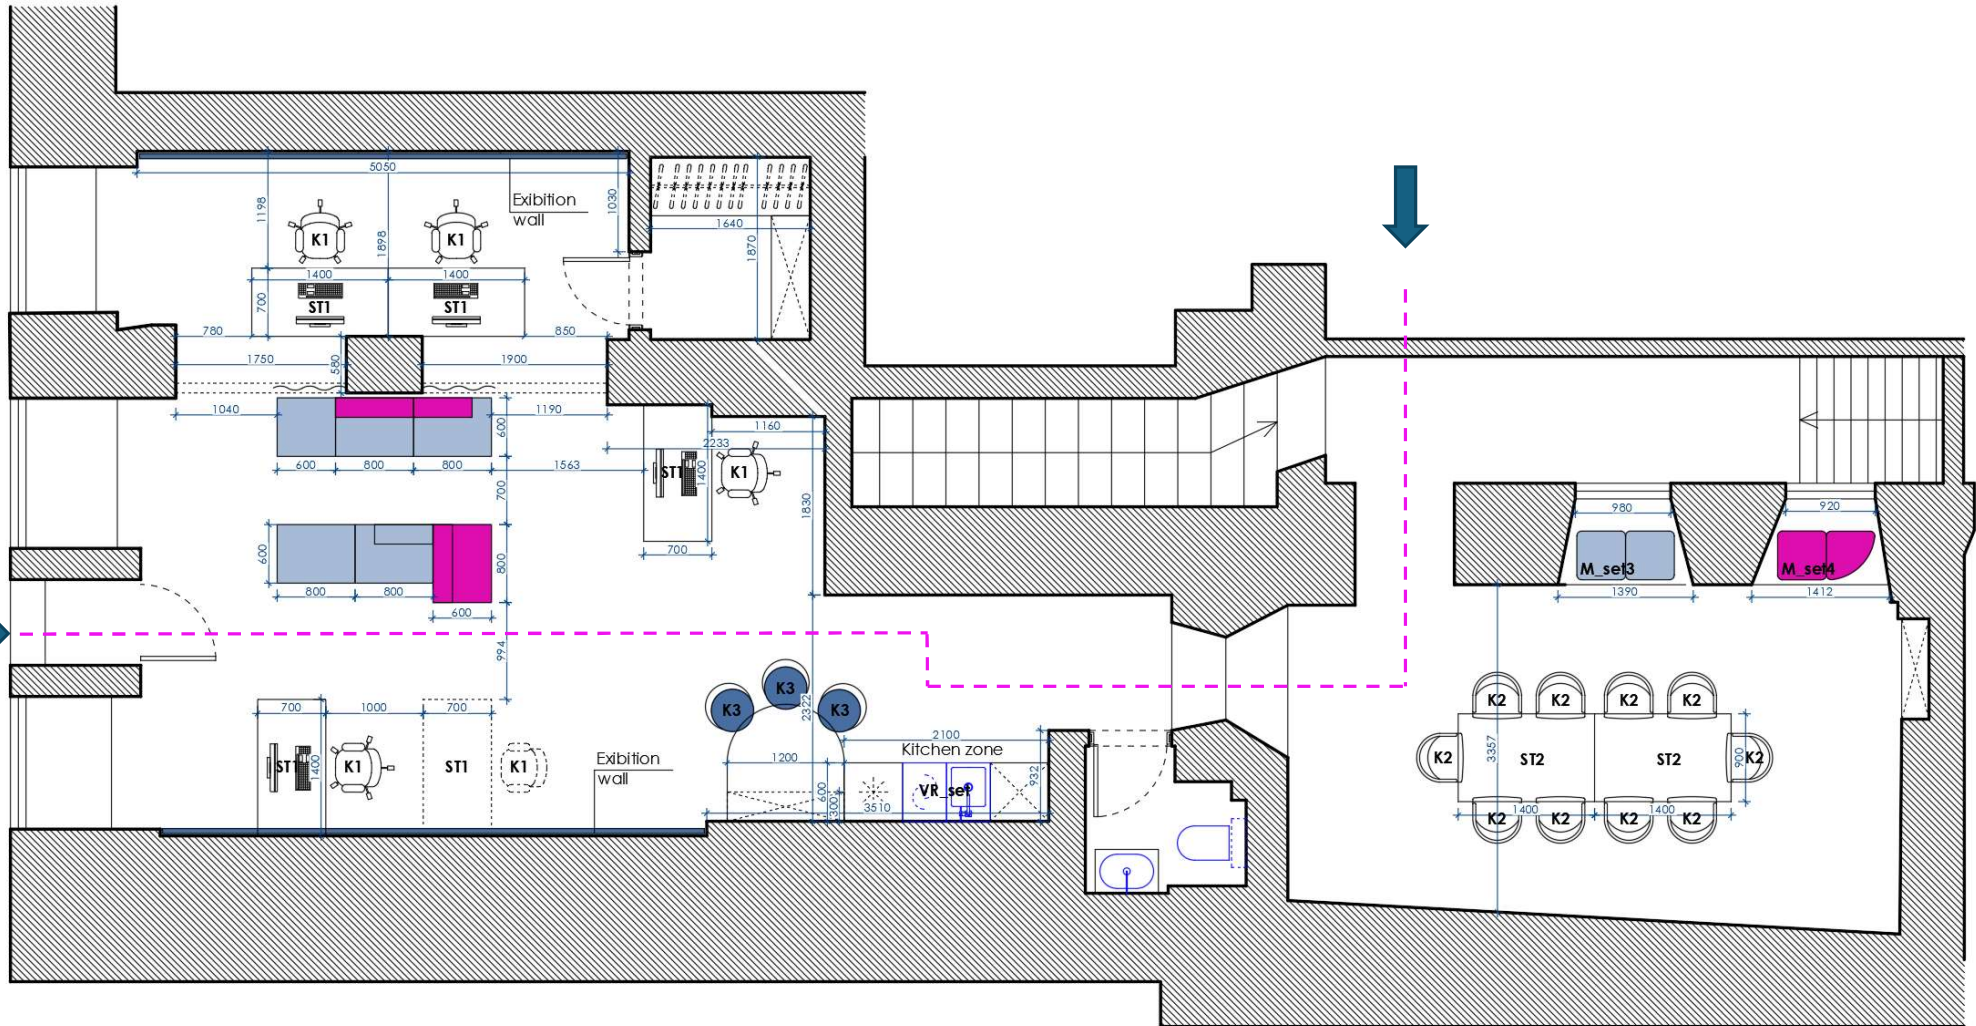 5050
1198
1898
Exibition
wall
1030
1640
1870
K1
K1
1400
1400
700
ST1
ST1
780
850
1750
580
1900
1040
1190
600
600
800
800
1563
700
1160
2233
1400
ST1
K1
1830
700
600
800
800
800
600
994
980
920
M_set3
M_set4
1390
1412
700
1000
700
ST1
K1
1400
ST1
K1
Exibition
wall
K3
K3
K3
2322
2100
Kitchen zone
1200
600
300
VR_set
932
3510
K2
K2
K2
K2
3357
K2
ST2
ST2
900
K2
1400
1400
K2
K2
K2
K2